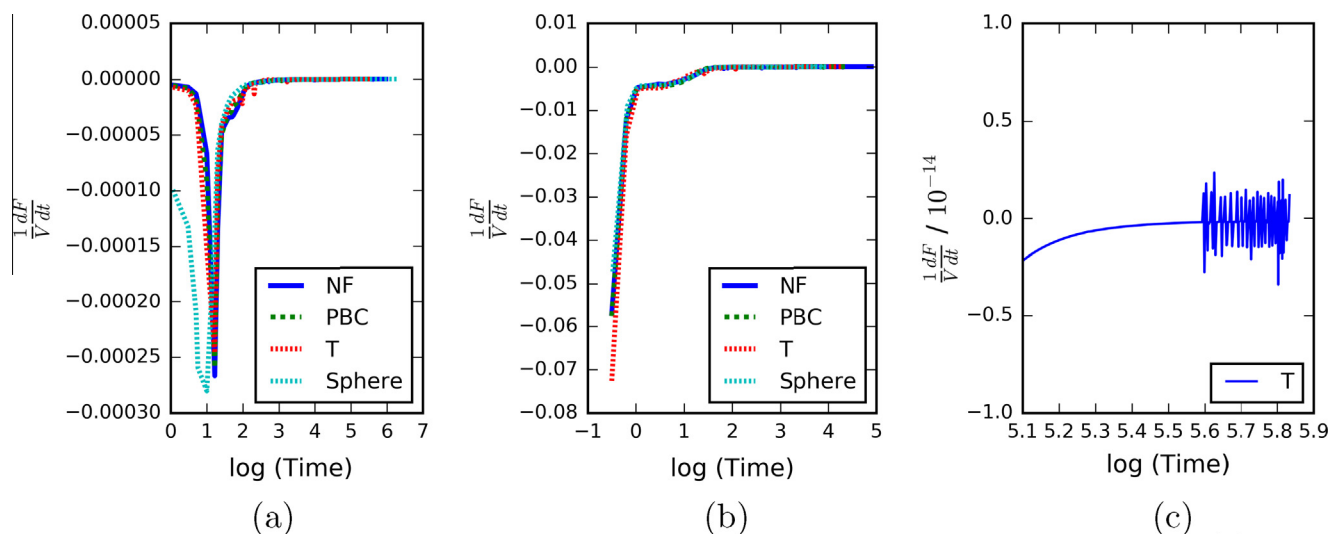 0.00005
0.00000
−0.00005
−0.00010
−0.00015
−0.00020
−0.00025
−0.00030
1/V dF/dt
NF
PBC
T
Sphere
0 1 2 3 4 5 6 7
log (Time)
(a)
0.01
0.00
−0.01
−0.02
−0.03
−0.04
−0.05
−0.06
−0.07
−0.08
1/V dF/dt
NF
PBC
T
Sphere
−1 0 1 2 3 4 5
log (Time)
(b)
1.0
0.5
0.0
−0.5
−1.0
1/V dF/dt / 10⁻¹⁴
T
5.1 5.2 5.3 5.4 5.5 5.6 5.7 5.8 5.9
log (Time)
(c)